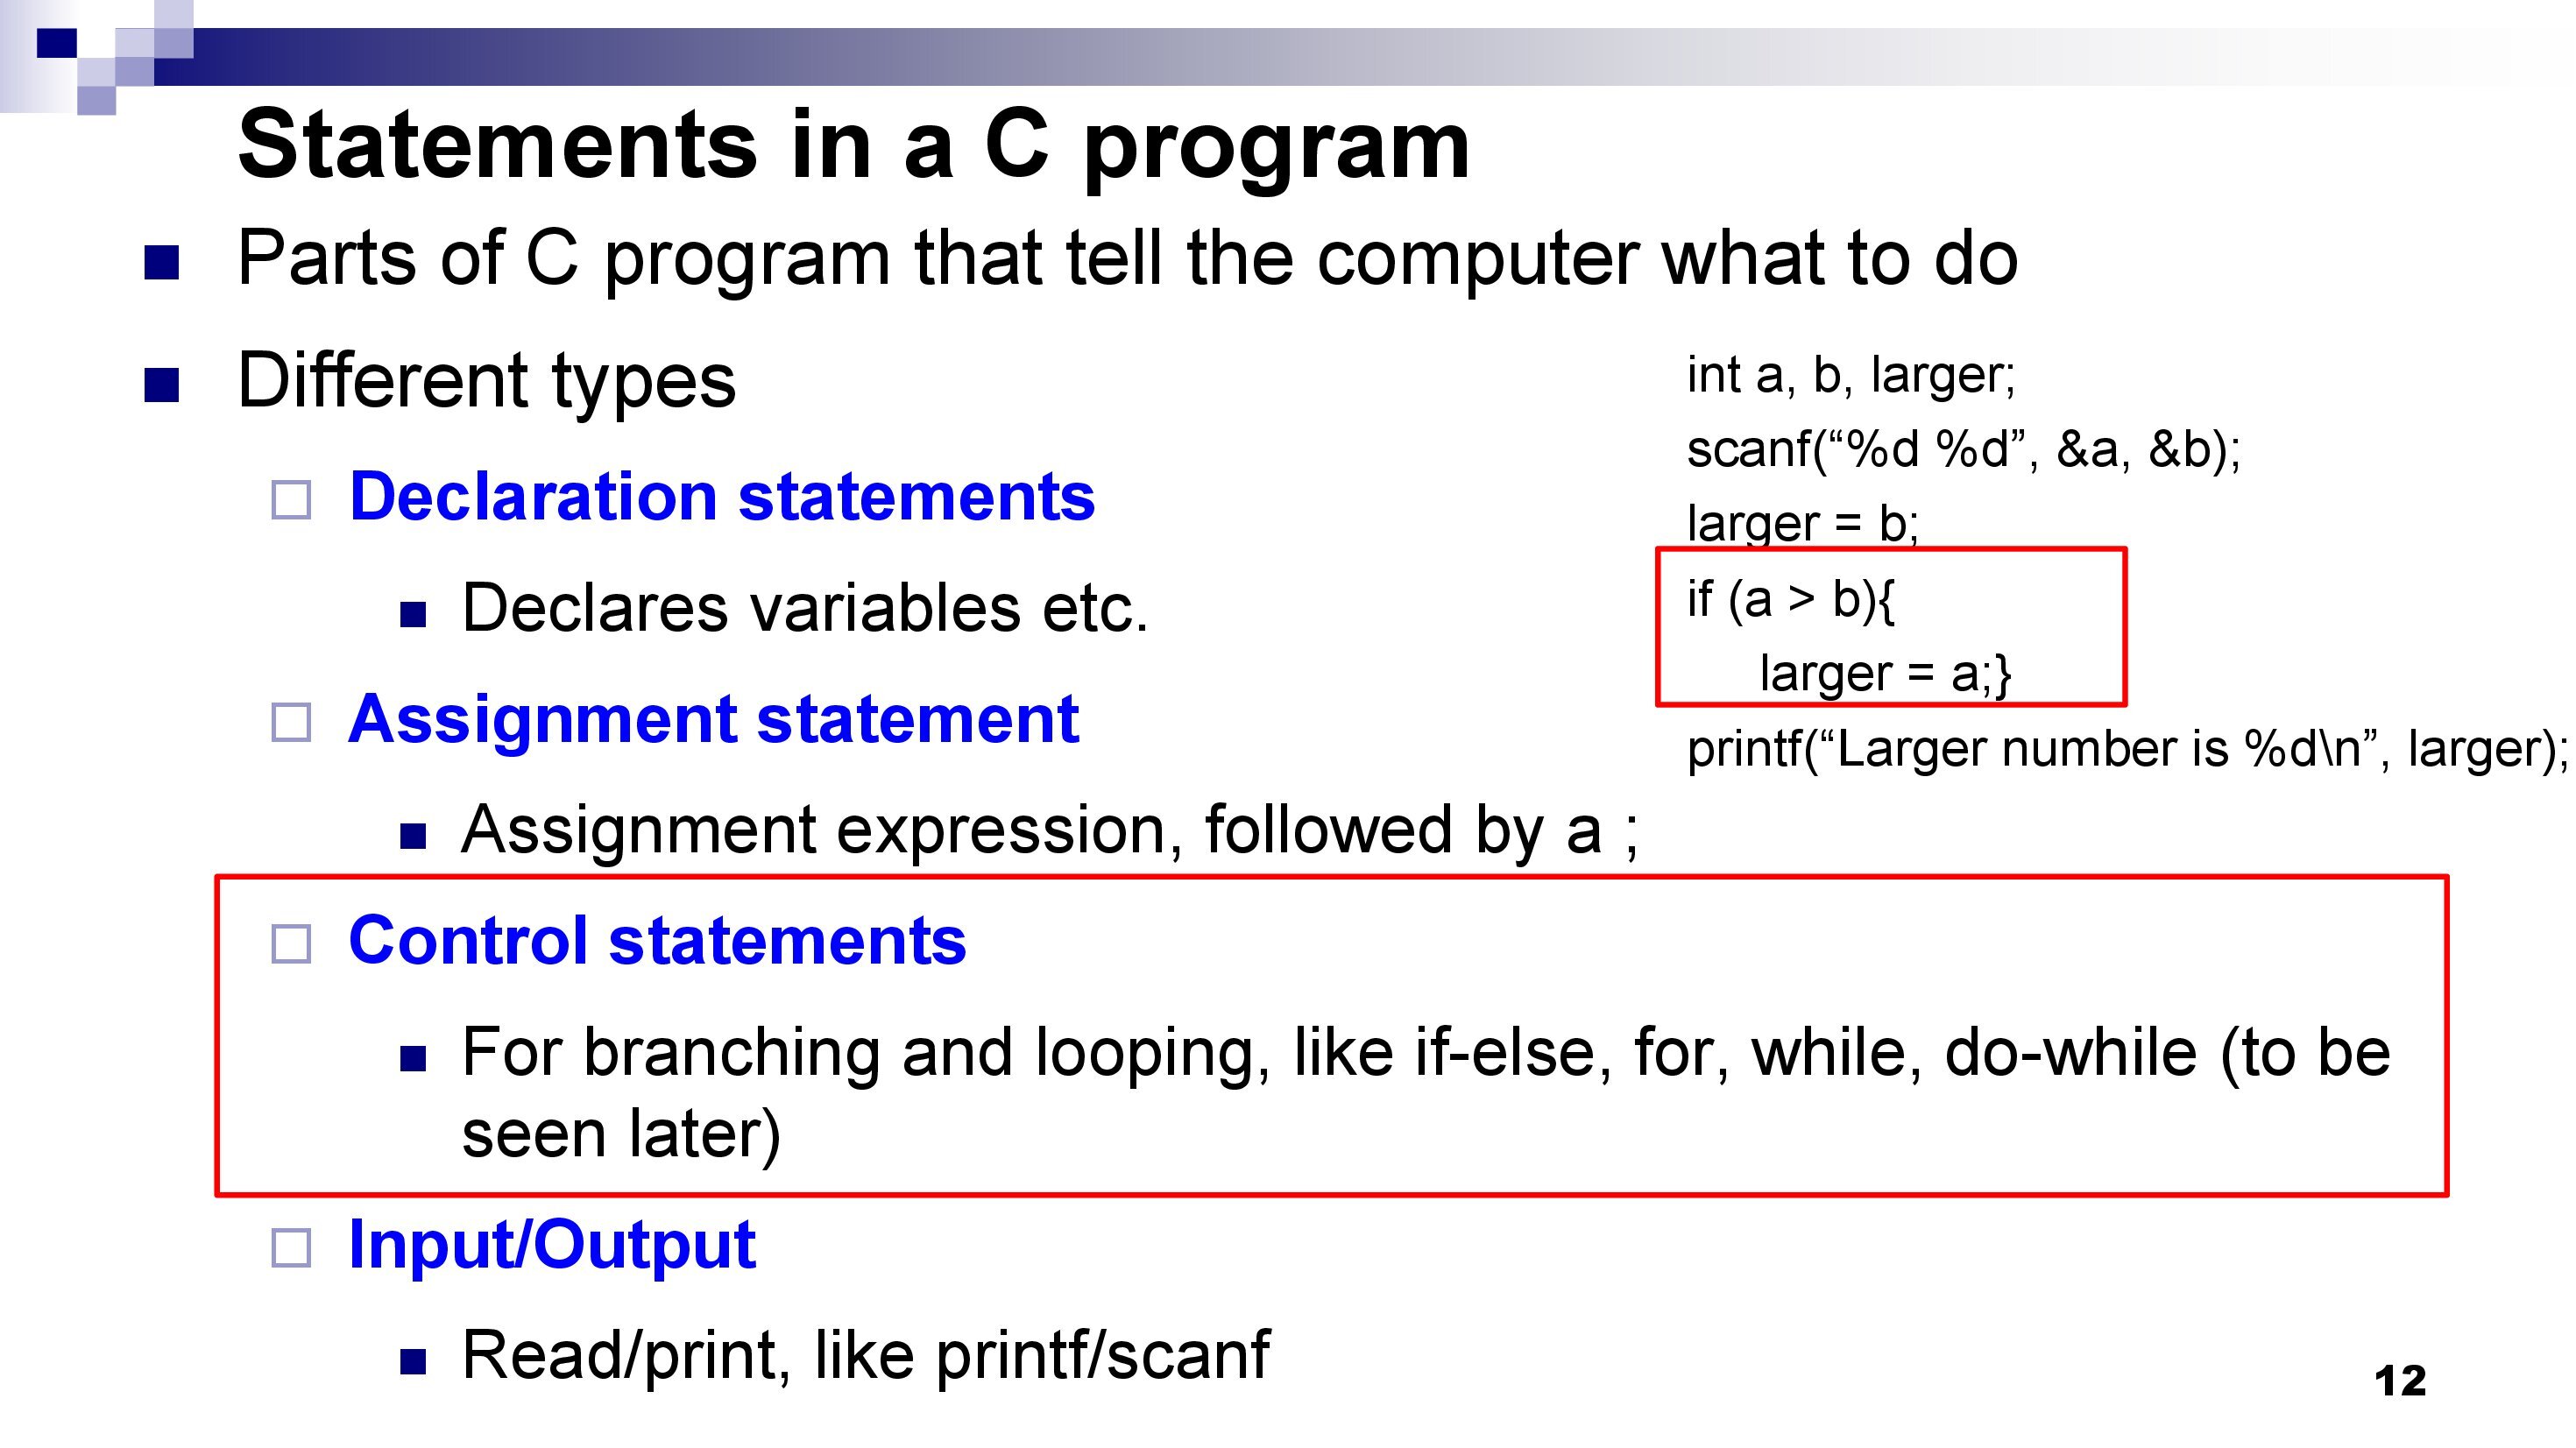 Statements in a C program
Parts of C program that tell the computer what to do
Different types
Declaration statements
Declares variables etc.
Assignment statement
Assignment expression, followed by a ;
Control statements
For branching and looping, like if-else, for, while, do-while (to be
seen later)
Input/Output
Read/print, like printf/scanf
int a, b, larger;
scanf(“%d %d”, &a, &b);
larger = b;
if (a > b){
larger = a;}
printf(“Larger number is %d\n”, larger);
12